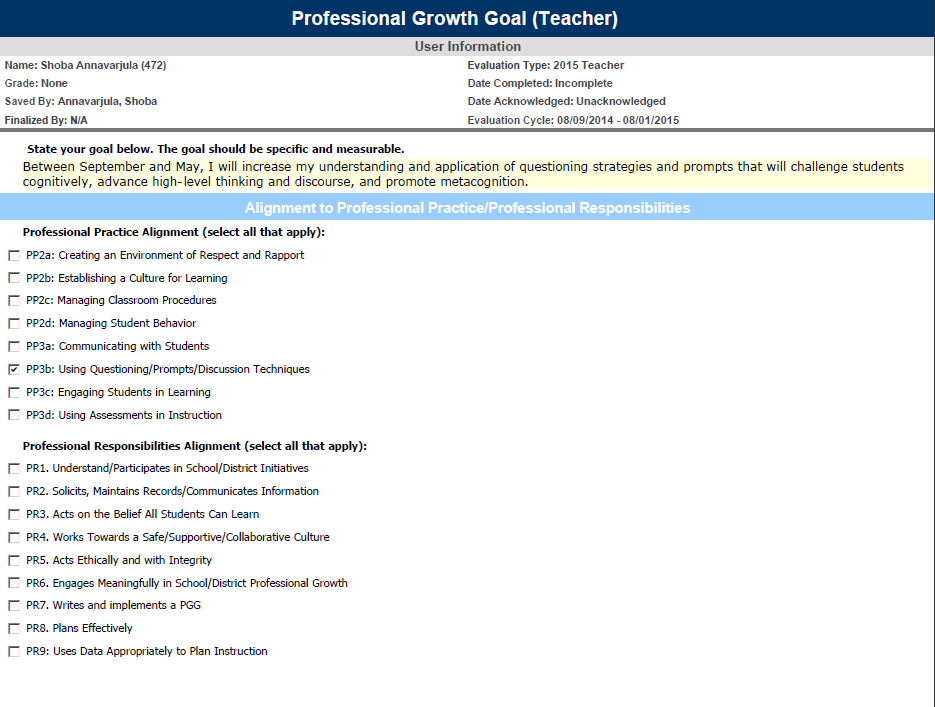 Professional Growth Goal (Teacher)
User Information
Name: Shoba Annavarjula (472)
Evaluation Type: 2015 Teacher
Grade: None
Date Completed: Incomplete
Saved By: Annavarjula, Shoba
Date Acknowledged: Unacknowledged
Finalized By: N/A
Evaluation Cycle: 08/09/2014 - 08/01/2015
State your goal below. The goal should be specific and measurable.
Between September and May, I will increase my understanding and application of questioning strategies and prompts that will challenge students
cognitively, advance high-level thinking and discourse, and promote metacognition.
Alignment to Professional Practice/Professional Responsibilities
Professional Practice Alignment (select all that apply):
PP2a: Creating an Environment of Respect and Rapport
PP2b: Establishing a Culture for Learning
PP2c: Managing Classroom Procedures
PP2d: Managing Student Behavior
PP3a: Communicating with Students
PP3b: Using Questioning/Prompts/Discussion Techniques
PP3c: Engaging Students in Learning
PP3d: Using Assessments in Instruction
Professional Responsibilities Alignment (select all that apply):
PR1. Understand/Participates in School/District Initiatives
PR2. Solicits, Maintains Records/Communicates Information
PR3. Acts on the Belief All Students Can Learn
PR4. Works Towards a Safe/Supportive/Collaborative Culture
PR5. Acts Ethically and with Integrity
PR6. Engages Meaningfully in School/District Professional Growth
PR7. Writes and implements a PGG
PR8. Plans Effectively
PR9: Uses Data Appropriately to Plan Instruction